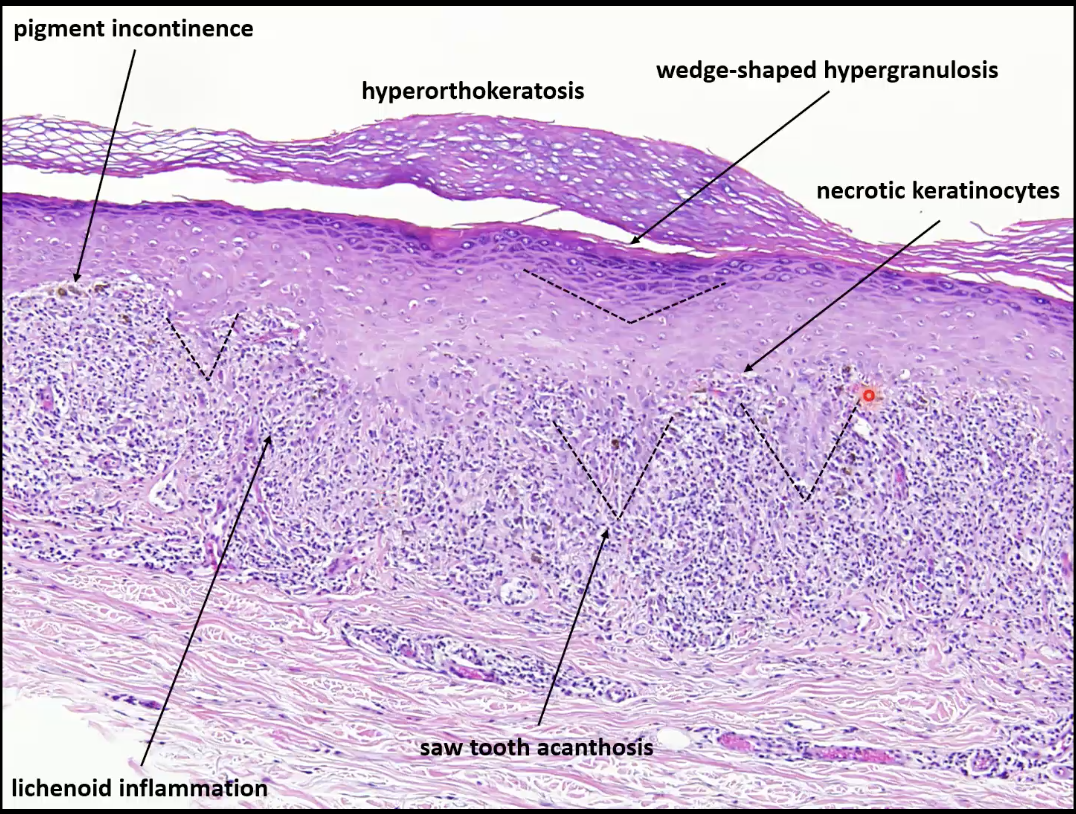 pigment incontinence
hyperorthokeratosis
wedge-shaped hypergranulosis
necrotic keratinocytes
saw tooth acanthosis
lichenoid inflammation